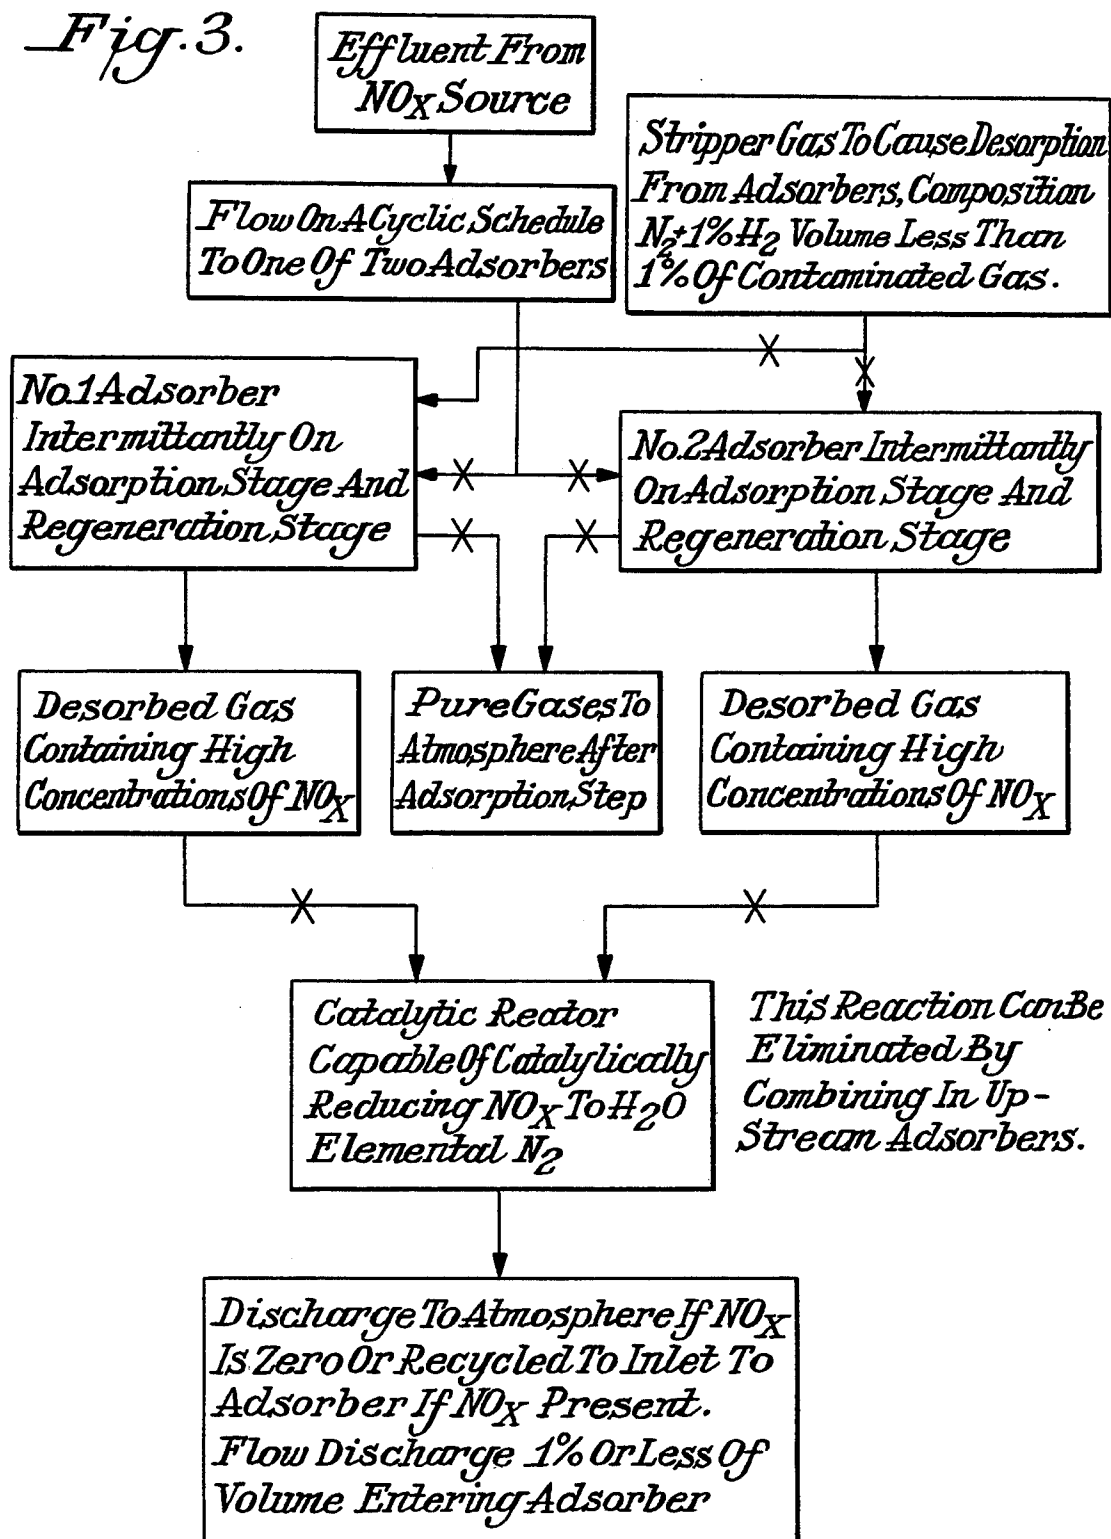 Fig. 3.
Effluent From
NOX Source
Stripper Gas To Cause Desorption
From Adsorbers, Composition
N2+1% H2 Volume Less Than
1% Of Contaminated Gas.
Flow On A Cyclic Schedule
To One Of Two Adsorbers
No.1 Adsorber
Intermittantly On
Adsorption Stage And
Regeneration Stage
No.2 Adsorber Intermittantly
On Adsorption Stage And
Regeneration Stage
Desorbed Gas
Containing High
Concentrations Of NOX
Pure Gases To
Atmosphere After
Adsorption Step
Desorbed Gas
Containing High
Concentrations Of NOX
Catalytic Reator
Capable Of Catalytically
Reducing NOX To H2O
Elemental N2
This Reaction Can Be
Eliminated By
Combining In Up-
Stream Adsorbers.
Discharge To Atmosphere If NOX
Is Zero Or Recycled To Inlet To
Adsorber If NOX Present.
Flow Discharge 1% Or Less Of
Volume Entering Adsorber